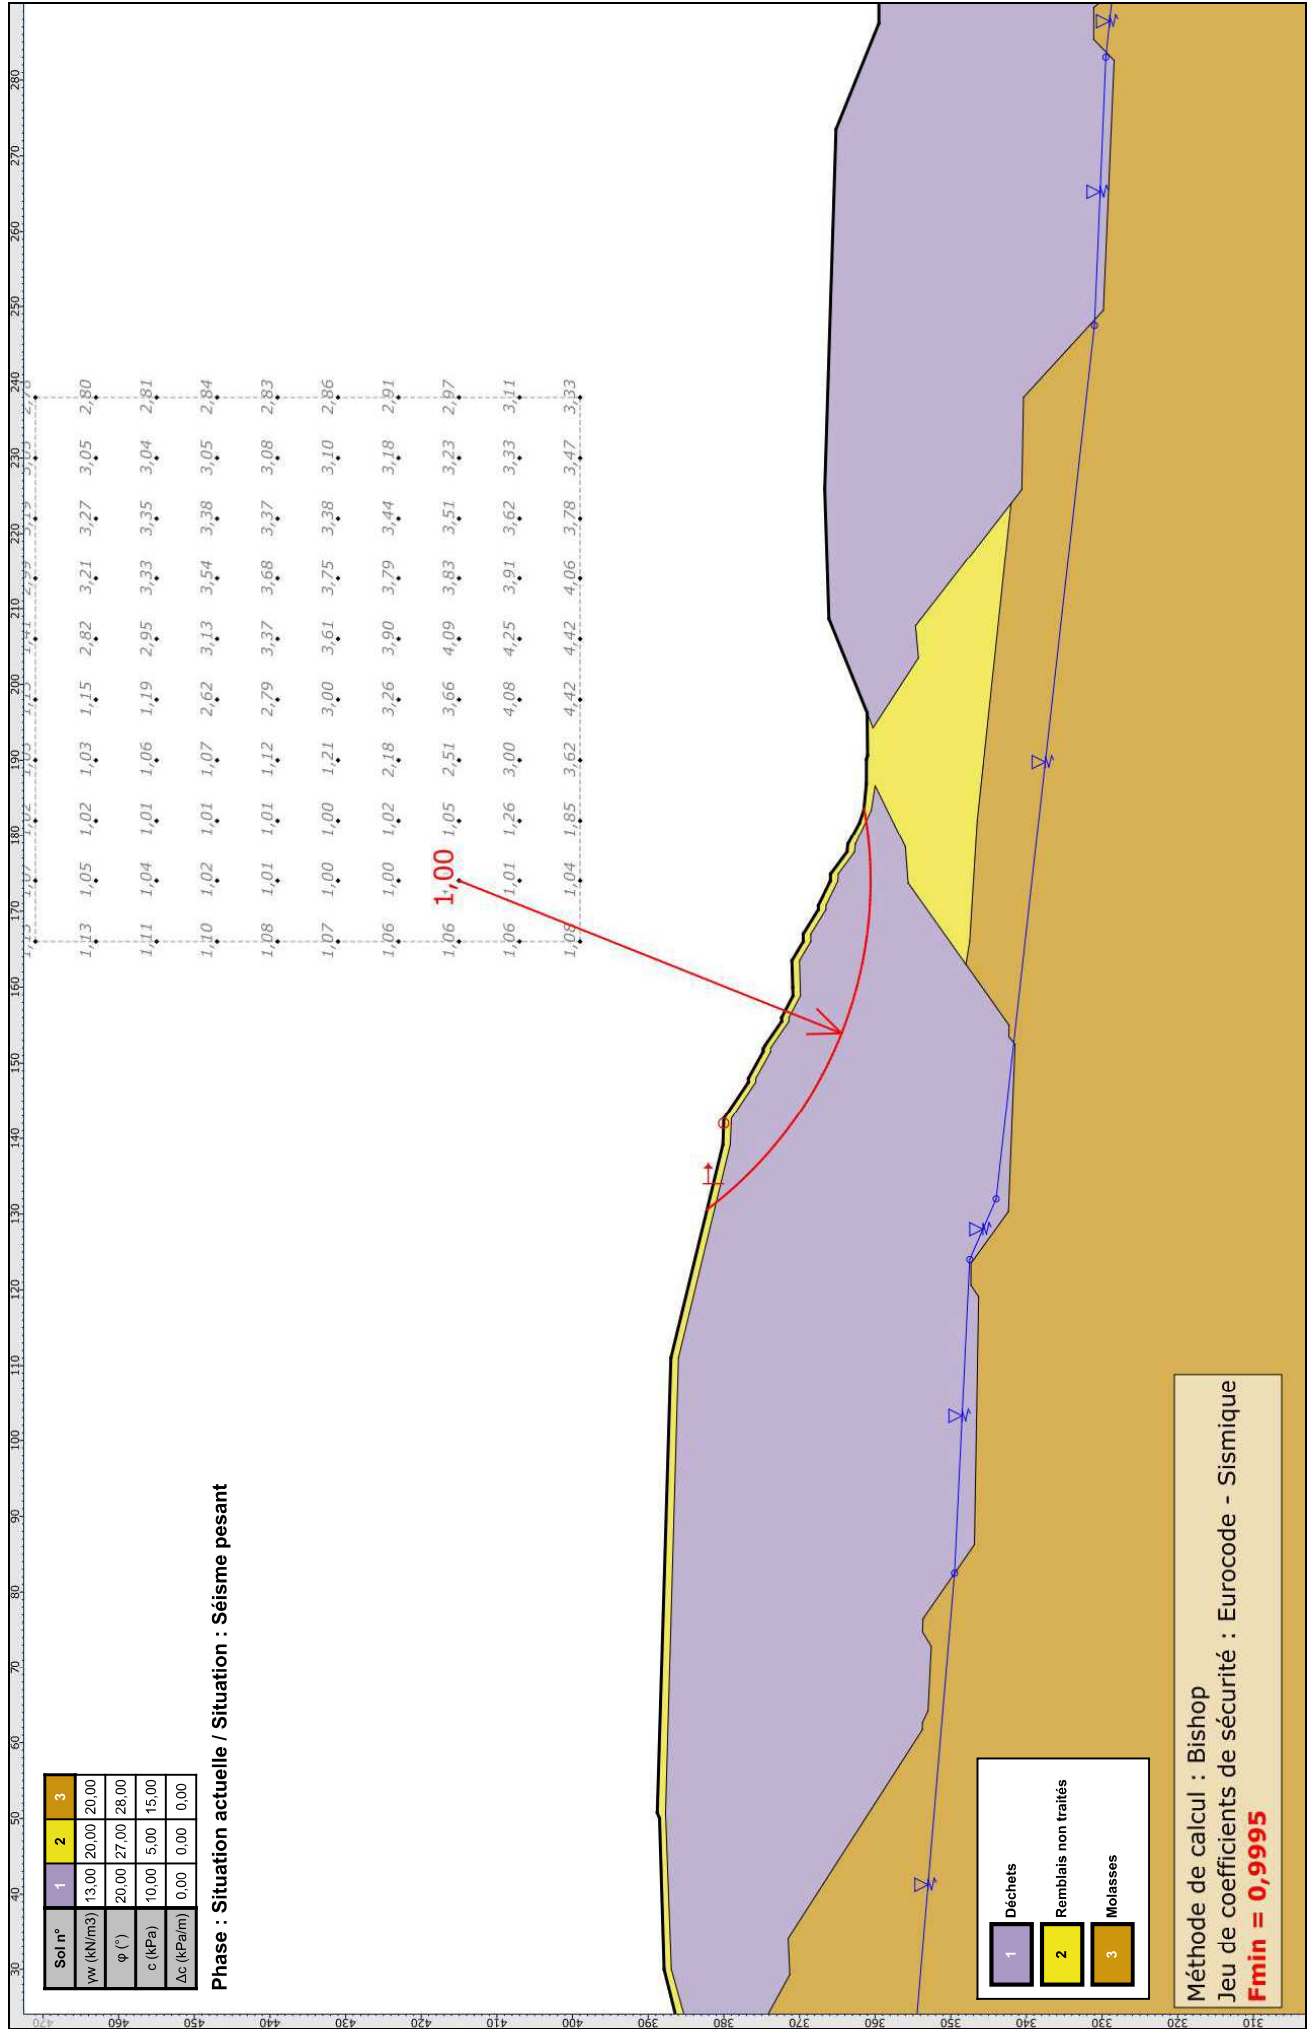 30 40 50 60 70 80 90 100 110 120 130 140 150 160 170 180 190 200 210 220 230 240 250 260 270 280
470
460
450
440
430
420
410
400
390
380
370
360
350
340
330
320
310
Sol n° 1 2 3
γw (kN/m3) 13,00 20,00 20,00
φ (°) 20,00 27,00 28,00
c (kPa) 10,00 5,00 15,00
Δc (kPa/m) 0,00 0,00 0,00
Phase : Situation actuelle / Situation : Séisme pesant
1,13 1,05 1,02 1,03 1,15 2,82 3,21 3,27 3,05 2,80
1,11 1,04 1,01 1,06 1,19 2,95 3,33 3,35 3,04 2,81
1,10 1,02 1,01 1,07 2,62 3,13 3,54 3,38 3,05 2,84
1,08 1,01 1,01 1,12 2,79 3,37 3,68 3,37 3,08 2,83
1,07 1,00 1,00 1,21 3,00 3,61 3,75 3,38 3,10 2,86
1,06 1,00 1,02 2,18 3,26 3,90 3,79 3,44 3,18 2,91
1,06 1,00 1,05 2,51 3,66 4,09 3,83 3,51 3,23 2,97
1,06 1,01 1,26 3,00 4,08 4,25 3,91 3,62 3,33 3,11
1,08 1,04 1,85 3,62 4,42 4,42 4,06 3,78 3,47 3,33
1 Déchets
2 Remblais non traités
3 Molasses
Méthode de calcul : Bishop
Jeu de coefficients de sécurité : Eurocode - Sismique
Fmin = 0,9995